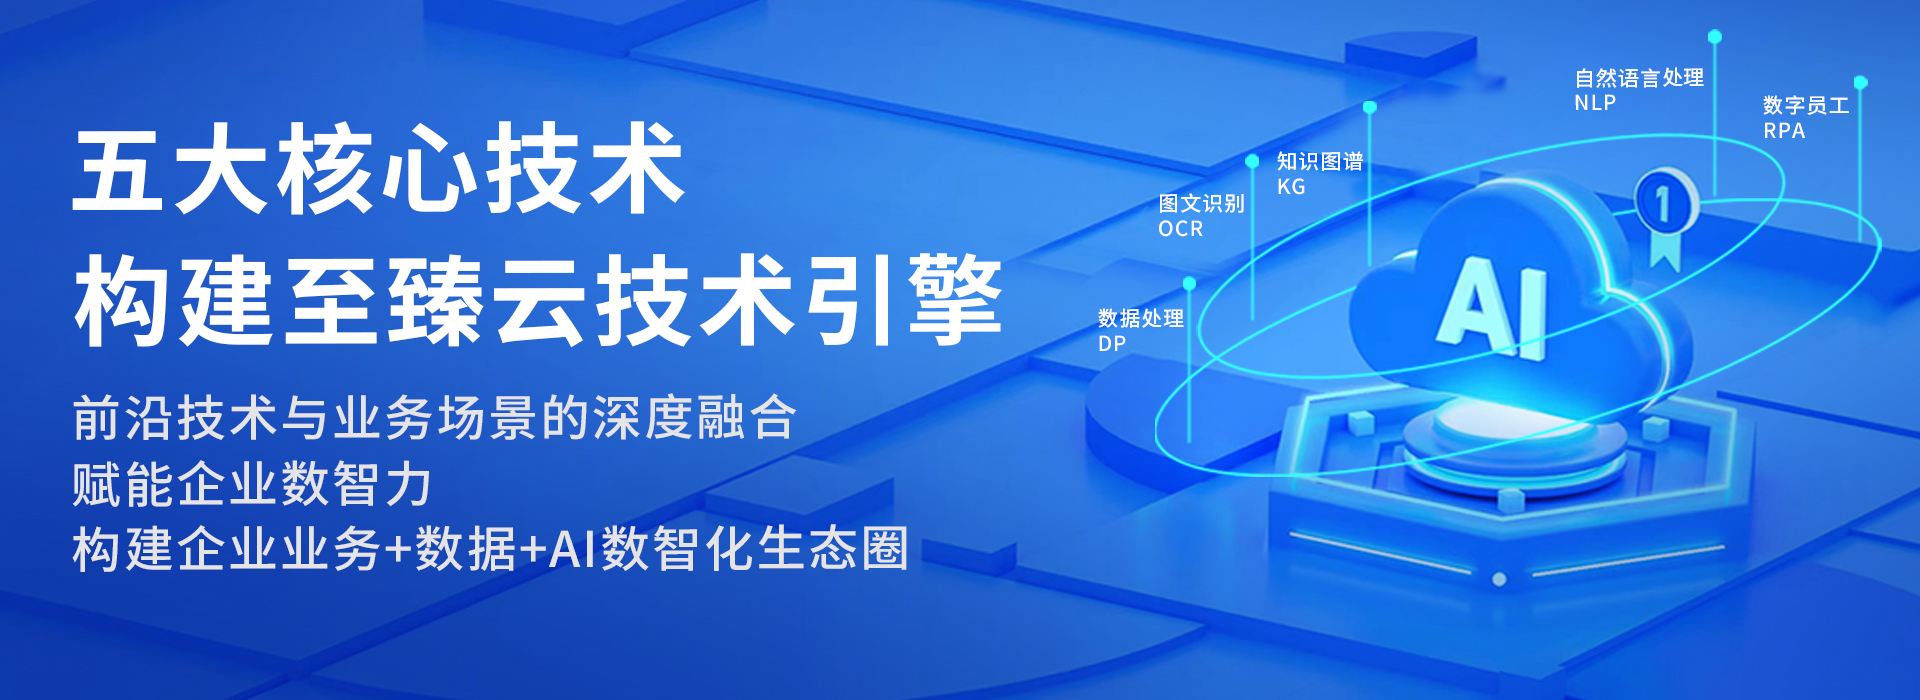 五大核心技术
构建至臻云技术引擎
前沿技术与业务场景的深度融合
赋能企业数智力
构建企业业务+数据+AI数智化生态圈
数据处理
DP
图文识别
OCR
知识图谱
KG
自然语言处理
NLP
数字员工
RPA
AI
1